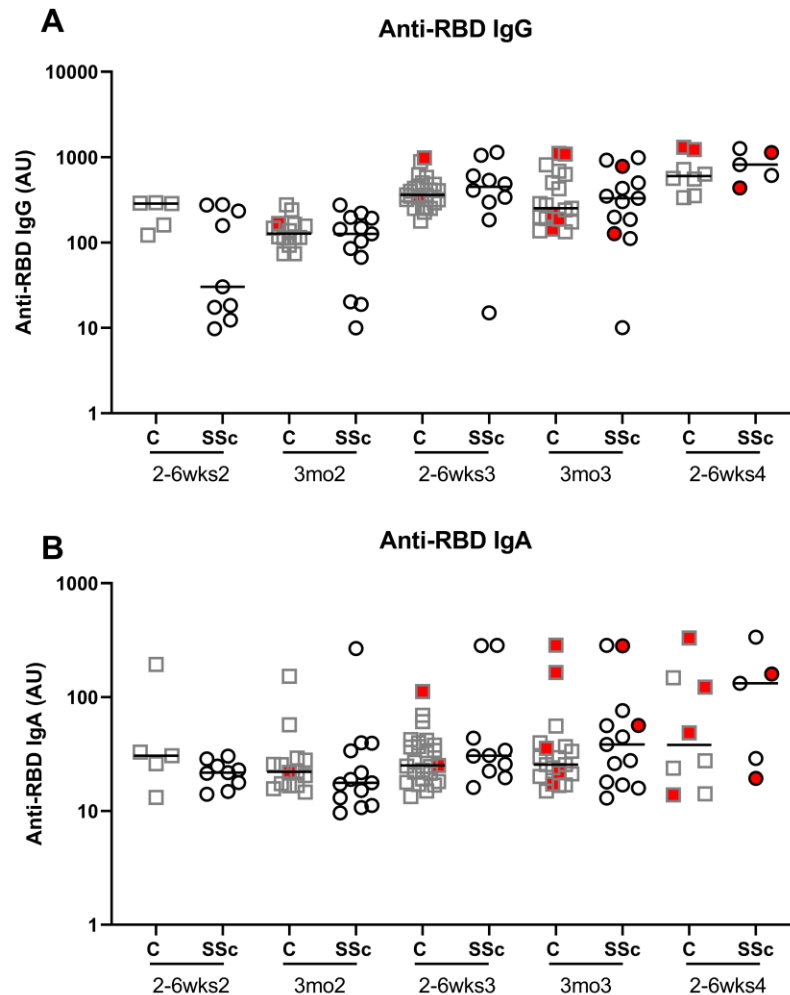 A
Anti-RBD IgG
Anti-RBD IgG (AU)
10000
1000
100
10
1
C SSc C SSc C SSc C SSc C SSc
2-6wks2 3mo2 2-6wks3 3mo3 2-6wks4
B
Anti-RBD IgA
Anti-RBD IgA (AU)
1000
100
10
1
C SSc C SSc C SSc C SSc C SSc
2-6wks2 3mo2 2-6wks3 3mo3 2-6wks4